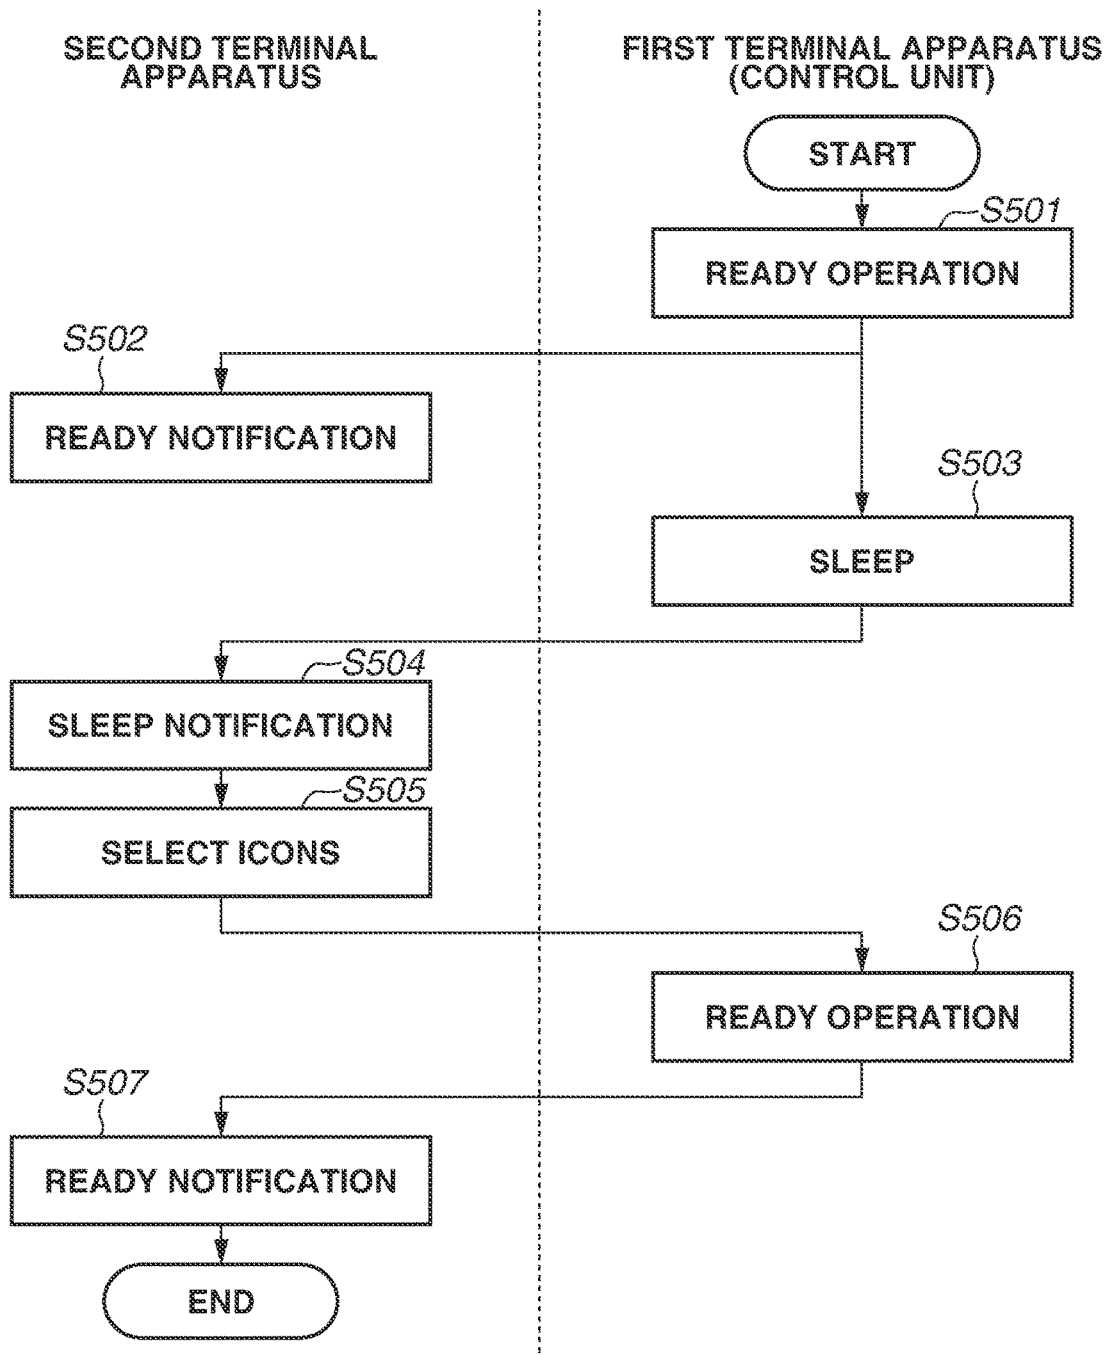 SECOND TERMINAL
APPARATUS
FIRST TERMINAL APPARATUS
(CONTROL UNIT)
START
S501
READY OPERATION
S502
READY NOTIFICATION
S503
SLEEP
S504
SLEEP NOTIFICATION
S505
SELECT ICONS
S506
READY OPERATION
S507
READY NOTIFICATION
END